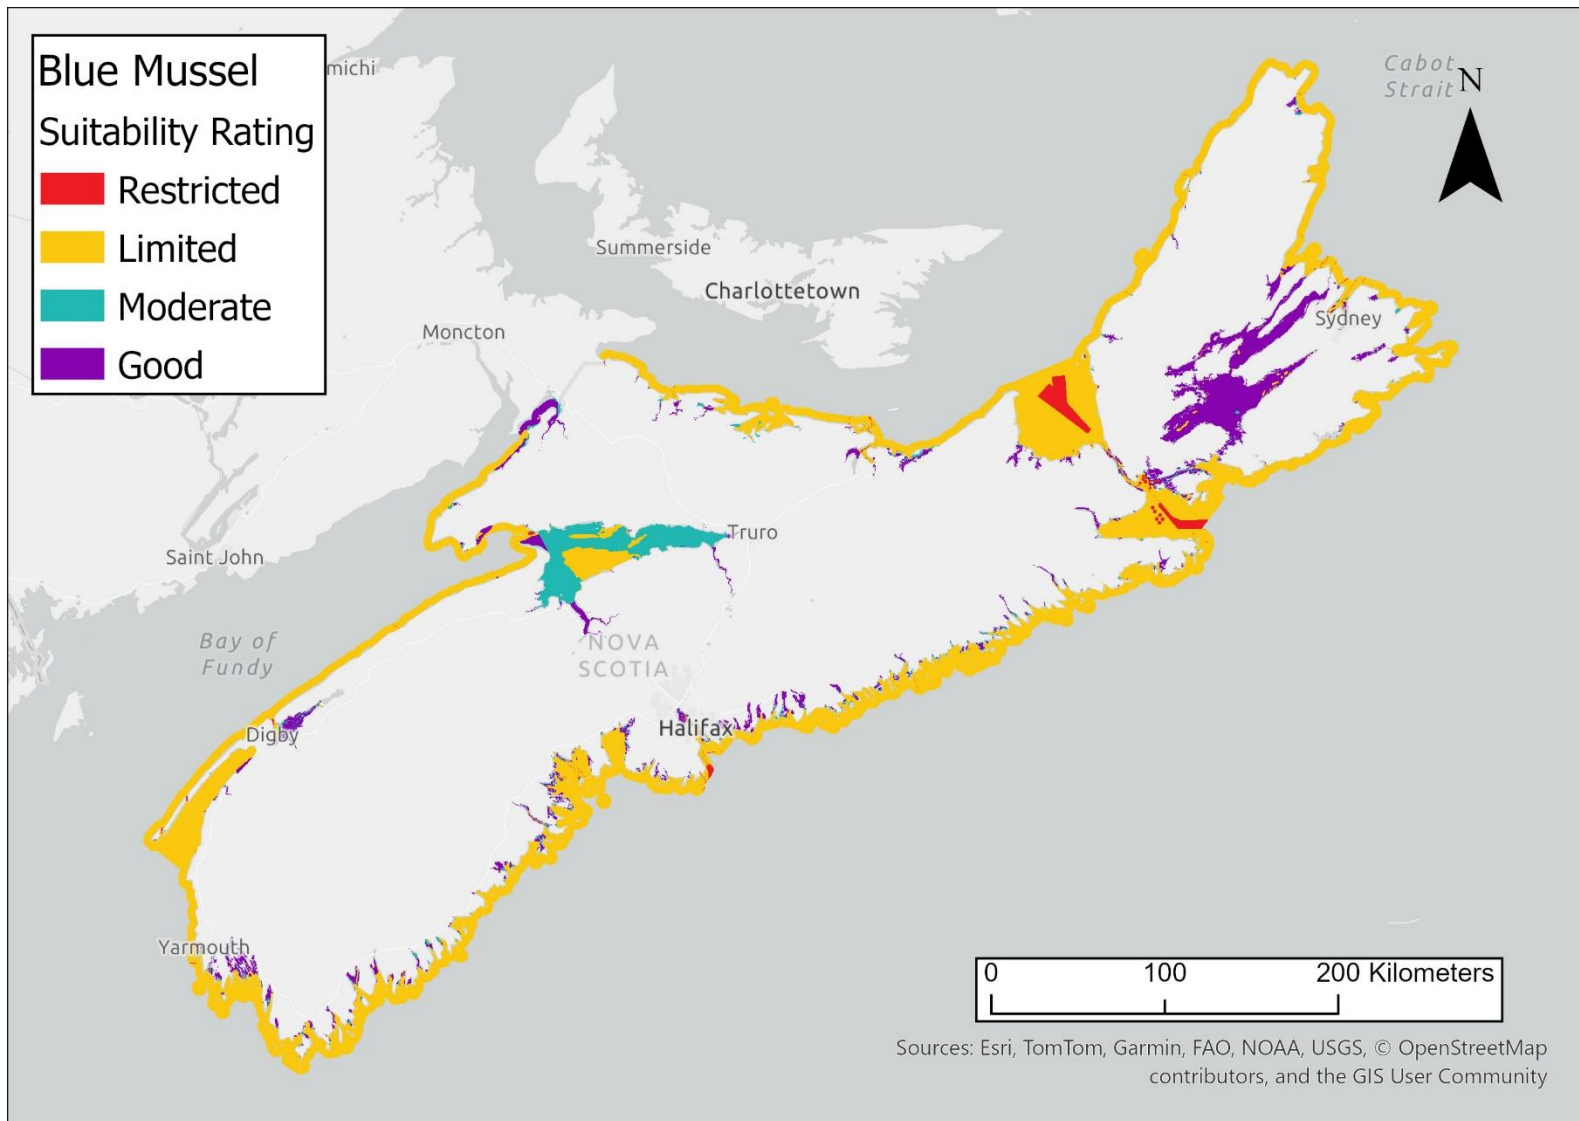 Blue Mussel
Suitability Rating
Restricted
Limited
Moderate
Good
michi
Cabot
Strait
N
Summerside
Charlottetown
Moncton
Sydney
Truro
Saint John
Bay of
Fundy
NOVA
SCOTIA
Halifax
Digby
Yarmouth
0 100 200 Kilometers
Sources: Esri, TomTom, Garmin, FAO, NOAA, USGS, © OpenStreetMap
contributors, and the GIS User Community